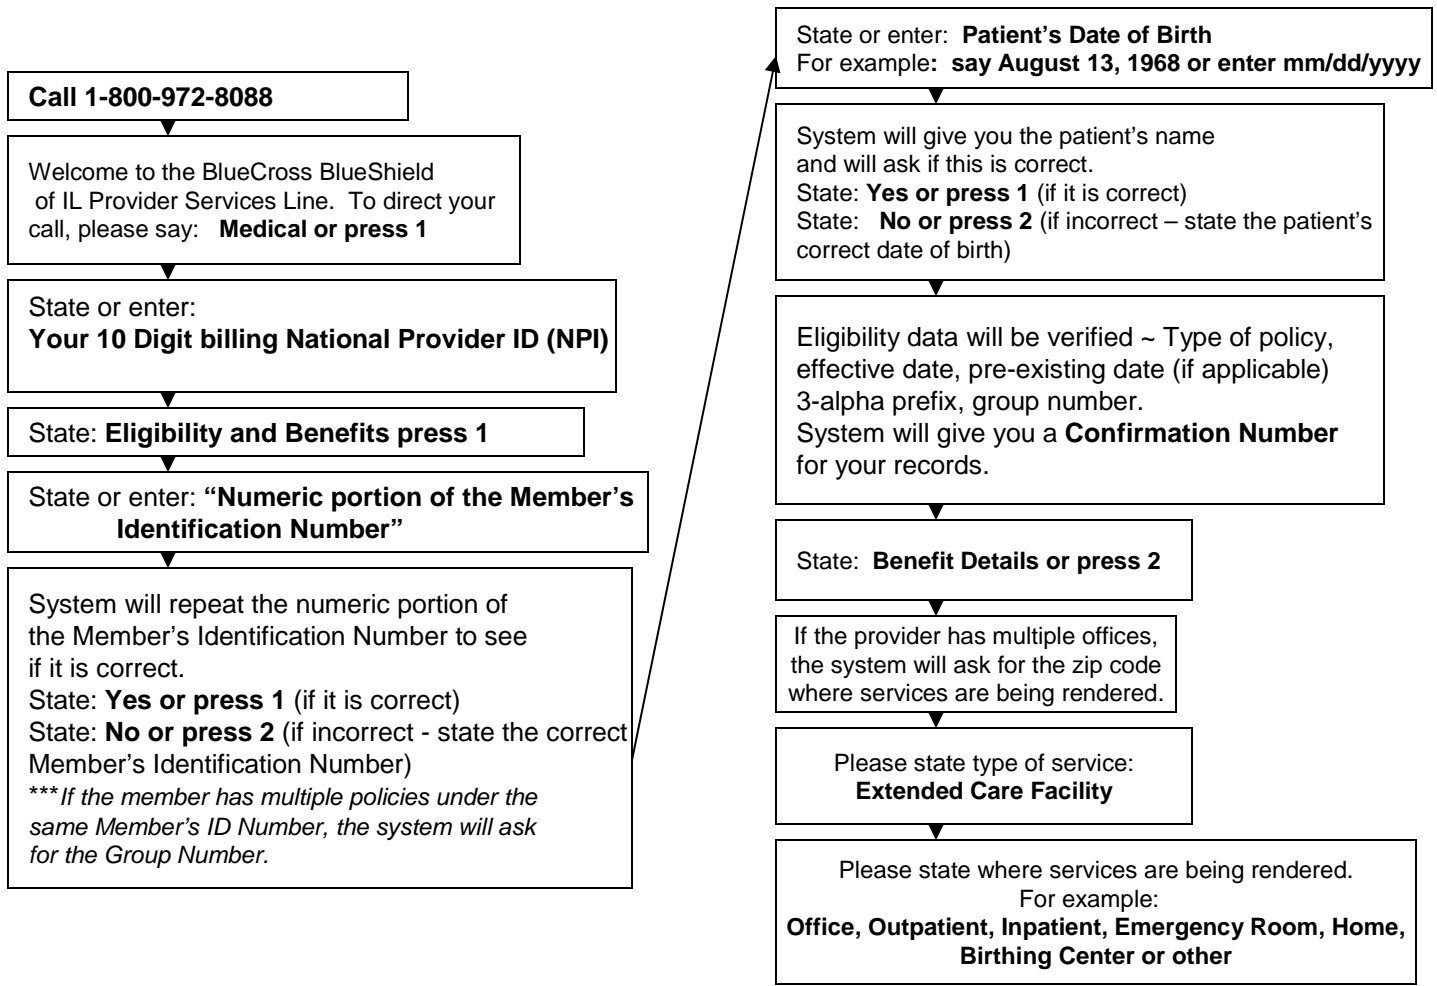 Call 1-800-972-8088
Welcome to the BlueCross BlueShield
of IL Provider Services Line. To direct your
call, please say: Medical or press 1
State or enter:
Your 10 Digit billing National Provider ID (NPI)
State: Eligibility and Benefits press 1
State or enter: “Numeric portion of the Member’s
Identification Number”
System will repeat the numeric portion of
the Member’s Identification Number to see
if it is correct.
State: Yes or press 1 (if it is correct)
State: No or press 2 (if incorrect - state the correct
Member’s Identification Number)
***If the member has multiple policies under the
same Member’s ID Number, the system will ask
for the Group Number.
State or enter: Patient’s Date of Birth
For example: say August 13, 1968 or enter mm/dd/yyyy
System will give you the patient’s name
and will ask if this is correct.
State: Yes or press 1 (if it is correct)
State: No or press 2 (if incorrect – state the patient’s
correct date of birth)
Eligibility data will be verified ~ Type of policy,
effective date, pre-existing date (if applicable)
3-alpha prefix, group number.
System will give you a Confirmation Number
for your records.
State: Benefit Details or press 2
If the provider has multiple offices,
the system will ask for the zip code
where services are being rendered.
Please state type of service:
Extended Care Facility
Please state where services are being rendered.
For example:
Office, Outpatient, Inpatient, Emergency Room, Home,
Birthing Center or other